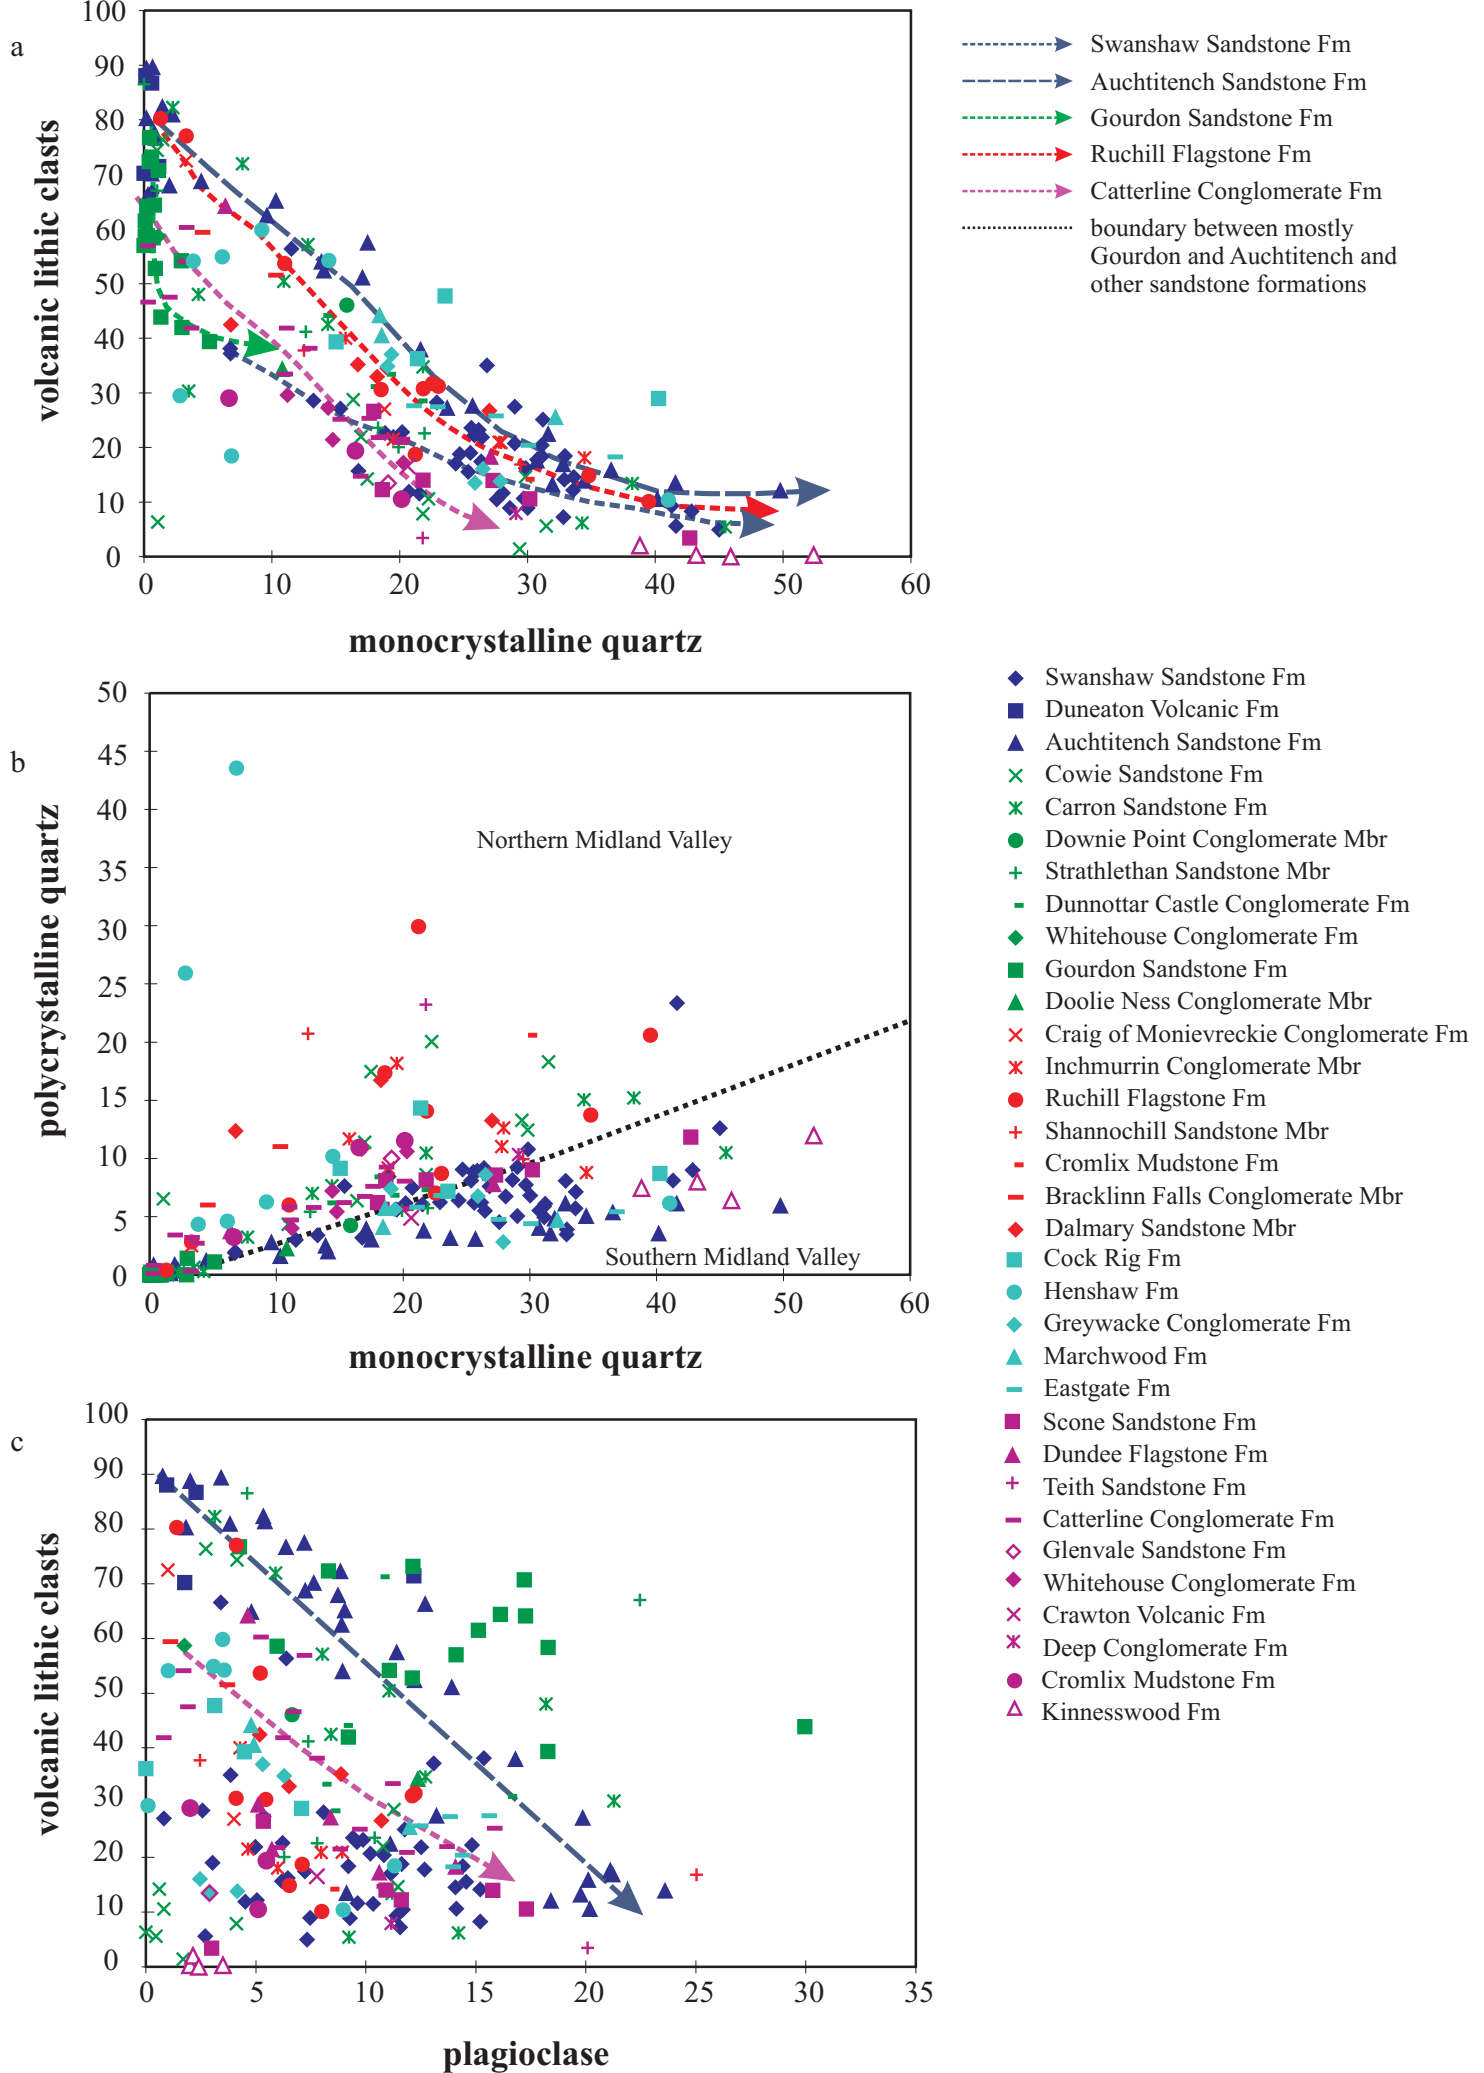 a
100
90
80
70
60
50
40
30
20
10
0
volcanic lithic clasts
0 10 20 30 40 50 60
monocrystalline quartz
Swanshaw Sandstone Fm
Auchtitench Sandstone Fm
Gourdon Sandstone Fm
Ruchill Flagstone Fm
Catterline Conglomerate Fm
boundary between mostly
Gourdon and Auchtitench and
other sandstone formations
b
50
45
40
35
30
25
20
15
10
5
0
polycrystalline quartz
Northern Midland Valley
Southern Midland Valley
0 10 20 30 40 50 60
monocrystalline quartz
Swanshaw Sandstone Fm
Duneaton Volcanic Fm
Auchtitench Sandstone Fm
Cowie Sandstone Fm
Carron Sandstone Fm
Downie Point Conglomerate Mbr
Strathlethan Sandstone Mbr
Dunnottar Castle Conglomerate Fm
Whitehouse Conglomerate Fm
Gourdon Sandstone Fm
Doolie Ness Conglomerate Mbr
Craig of Monievreckie Conglomerate Fm
Inchmurrin Conglomerate Mbr
Ruchill Flagstone Fm
Shannochill Sandstone Mbr
Cromlix Mudstone Fm
Bracklinn Falls Conglomerate Mbr
Dalmary Sandstone Mbr
Cock Rig Fm
Henshaw Fm
Greywacke Conglomerate Fm
Marchwood Fm
Eastgate Fm
Scone Sandstone Fm
Dundee Flagstone Fm
Teith Sandstone Fm
Catterline Conglomerate Fm
Glenvale Sandstone Fm
Whitehouse Conglomerate Fm
Crawton Volcanic Fm
Deep Conglomerate Fm
Cromlix Mudstone Fm
Kinnesswood Fm
c
100
90
80
70
60
50
40
30
20
10
0
volcanic lithic clasts
0 5 10 15 20 25 30 35
plagioclase